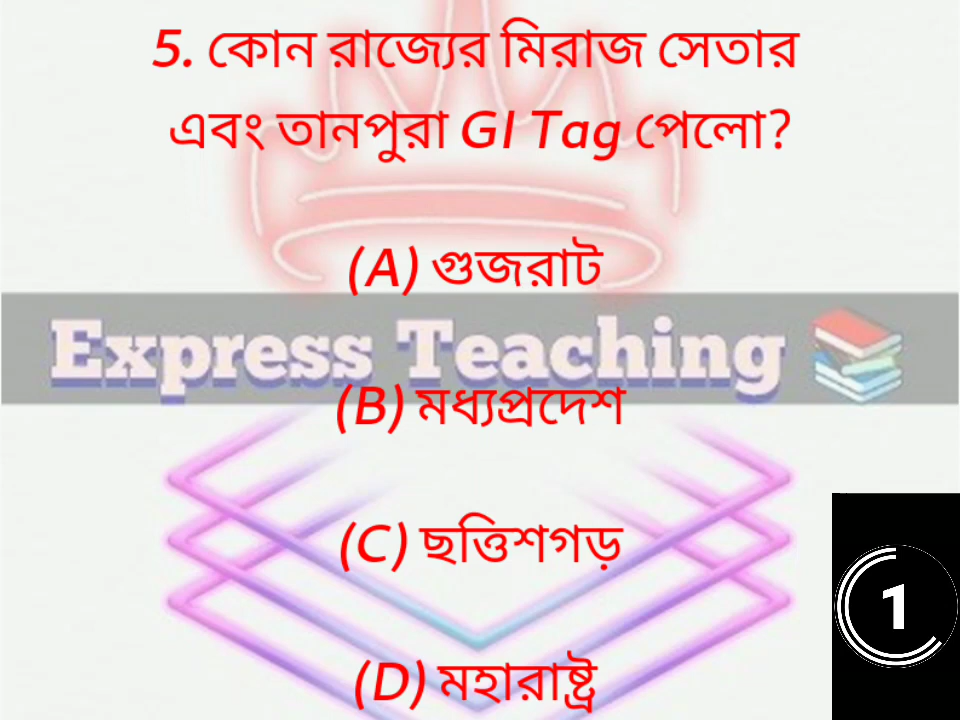 5. কোন রাজ্যের মিরাজ সেতার
এবং তানপুরা GI Tag পেলো?
(A) গুজরাট
Express Teaching
(B) মধ্যপ্রদেশ
(C) ছত্তিশগড়
1
(D) মহারাষ্ট্র